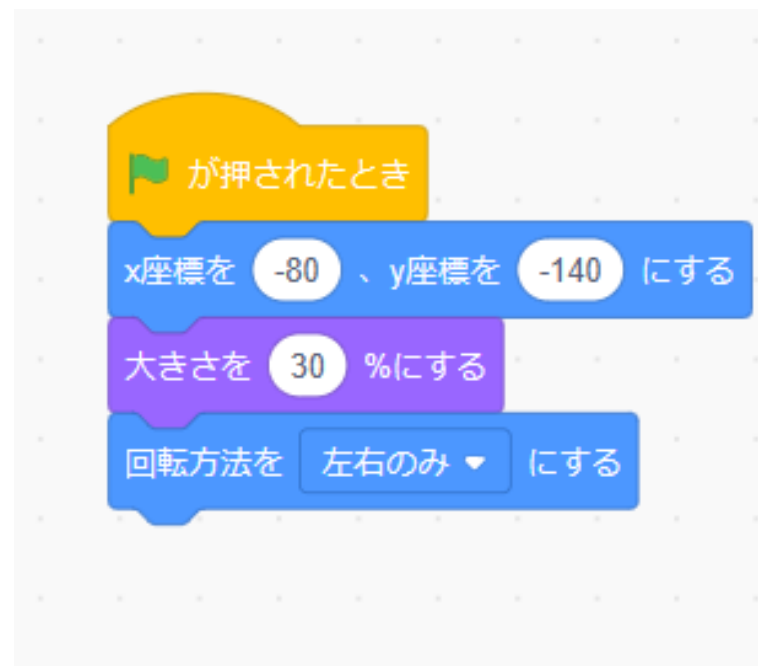 が押されたとき
x座標を -80 、y座標を -140 にする
大きさを 30 %にする
回転方法を 左右のみ にする